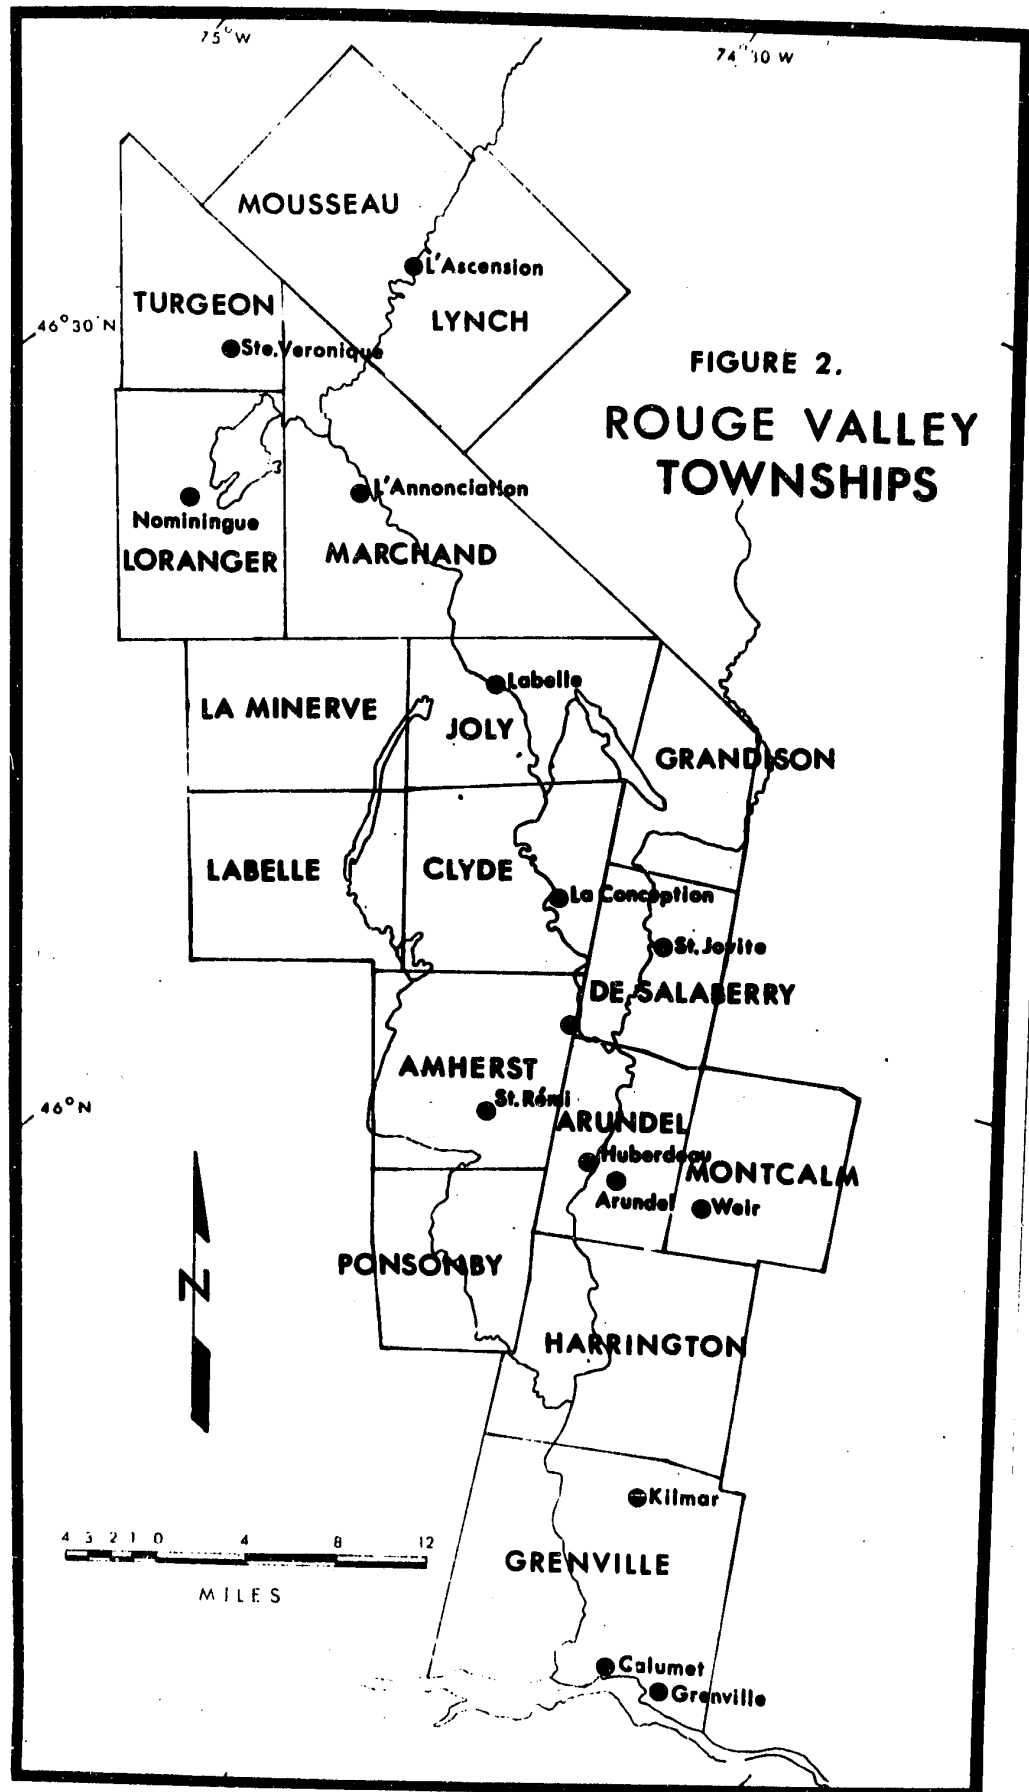 75°W
74°30 W
MOUSSEAU
L'Ascension
TURGEON
LYNCH
46°30'N
Ste.Veronique
FIGURE 2.
ROUGE VALLEY
TOWNSHIPS
L'Annonciation
Nominingue
LORANGER
MARCHAND
Labelle
LA MINERVE
JOLY
GRANDISON
LABELLE
CLYDE
La Conception
St.Jovite
DE SALABERRY
AMHERST
St.Rémi
46°N
ARUNDEL
Huberdeau
MONTCALM
Arundel
Weir
PONSONBY
N
HARRINGTON
Kilmar
4 3 2 1 0 4 8 12
MILES
GRENVILLE
Calumet
Grenville